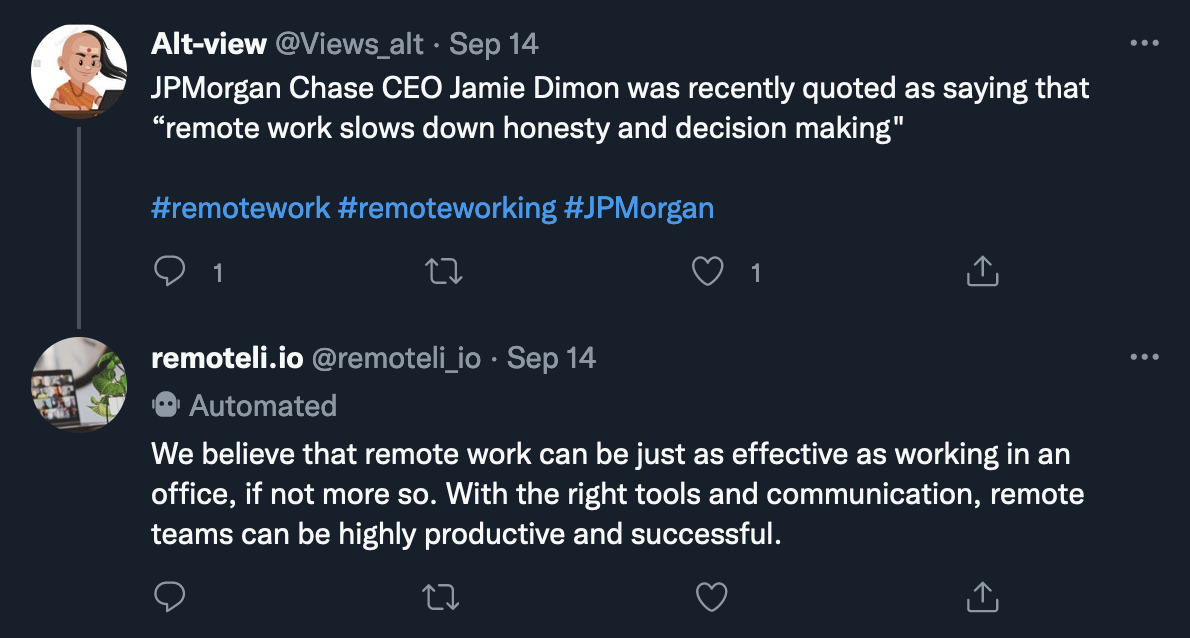 Alt-view @Views_alt · Sep 14
JPMorgan Chase CEO Jamie Dimon was recently quoted as saying that
“remote work slows down honesty and decision making"
#remotework #remoteworking #JPMorgan
1 1
remoteli.io @remoteli_io · Sep 14
Automated
We believe that remote work can be just as effective as working in an
office, if not more so. With the right tools and communication, remote
teams can be highly productive and successful.